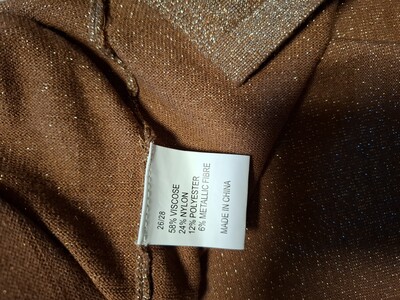 26/28
58% VISCOSE
24% NYLON
12% POLYESTER
6% METALLIC FIBRE
MADE IN CHINA